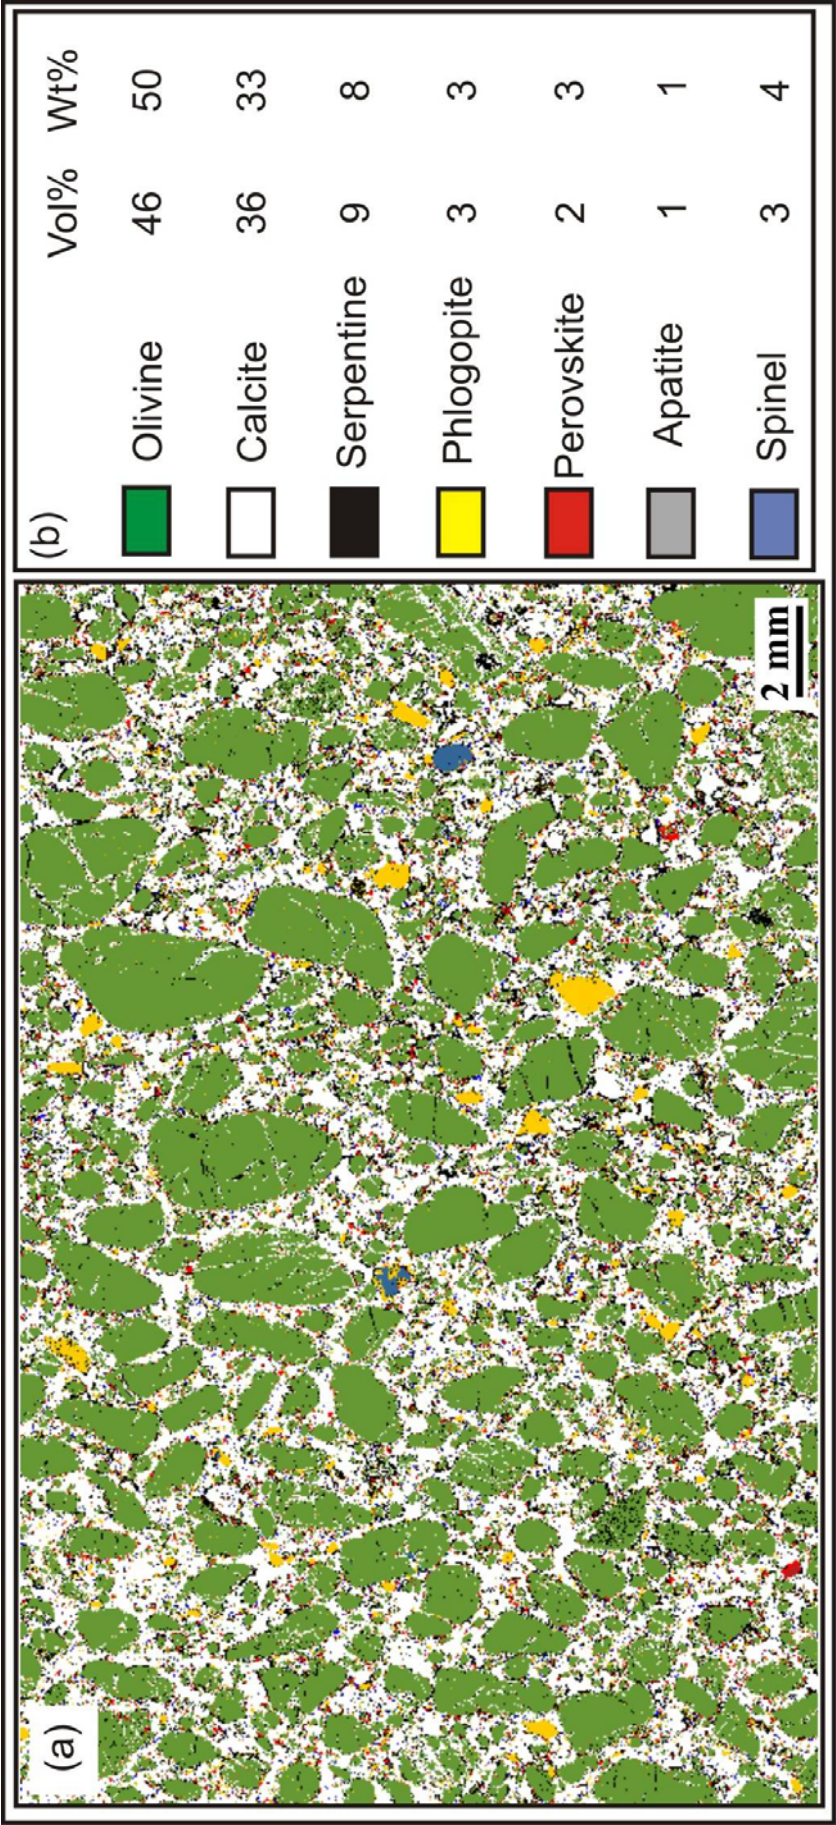 (a)
2 mm
(b)
Vol% Wt%
Olivine 46 50
Calcite 36 33
Serpentine 9 8
Phlogopite 3 3
Perovskite 2 3
Apatite 1 1
Spinel 3 4